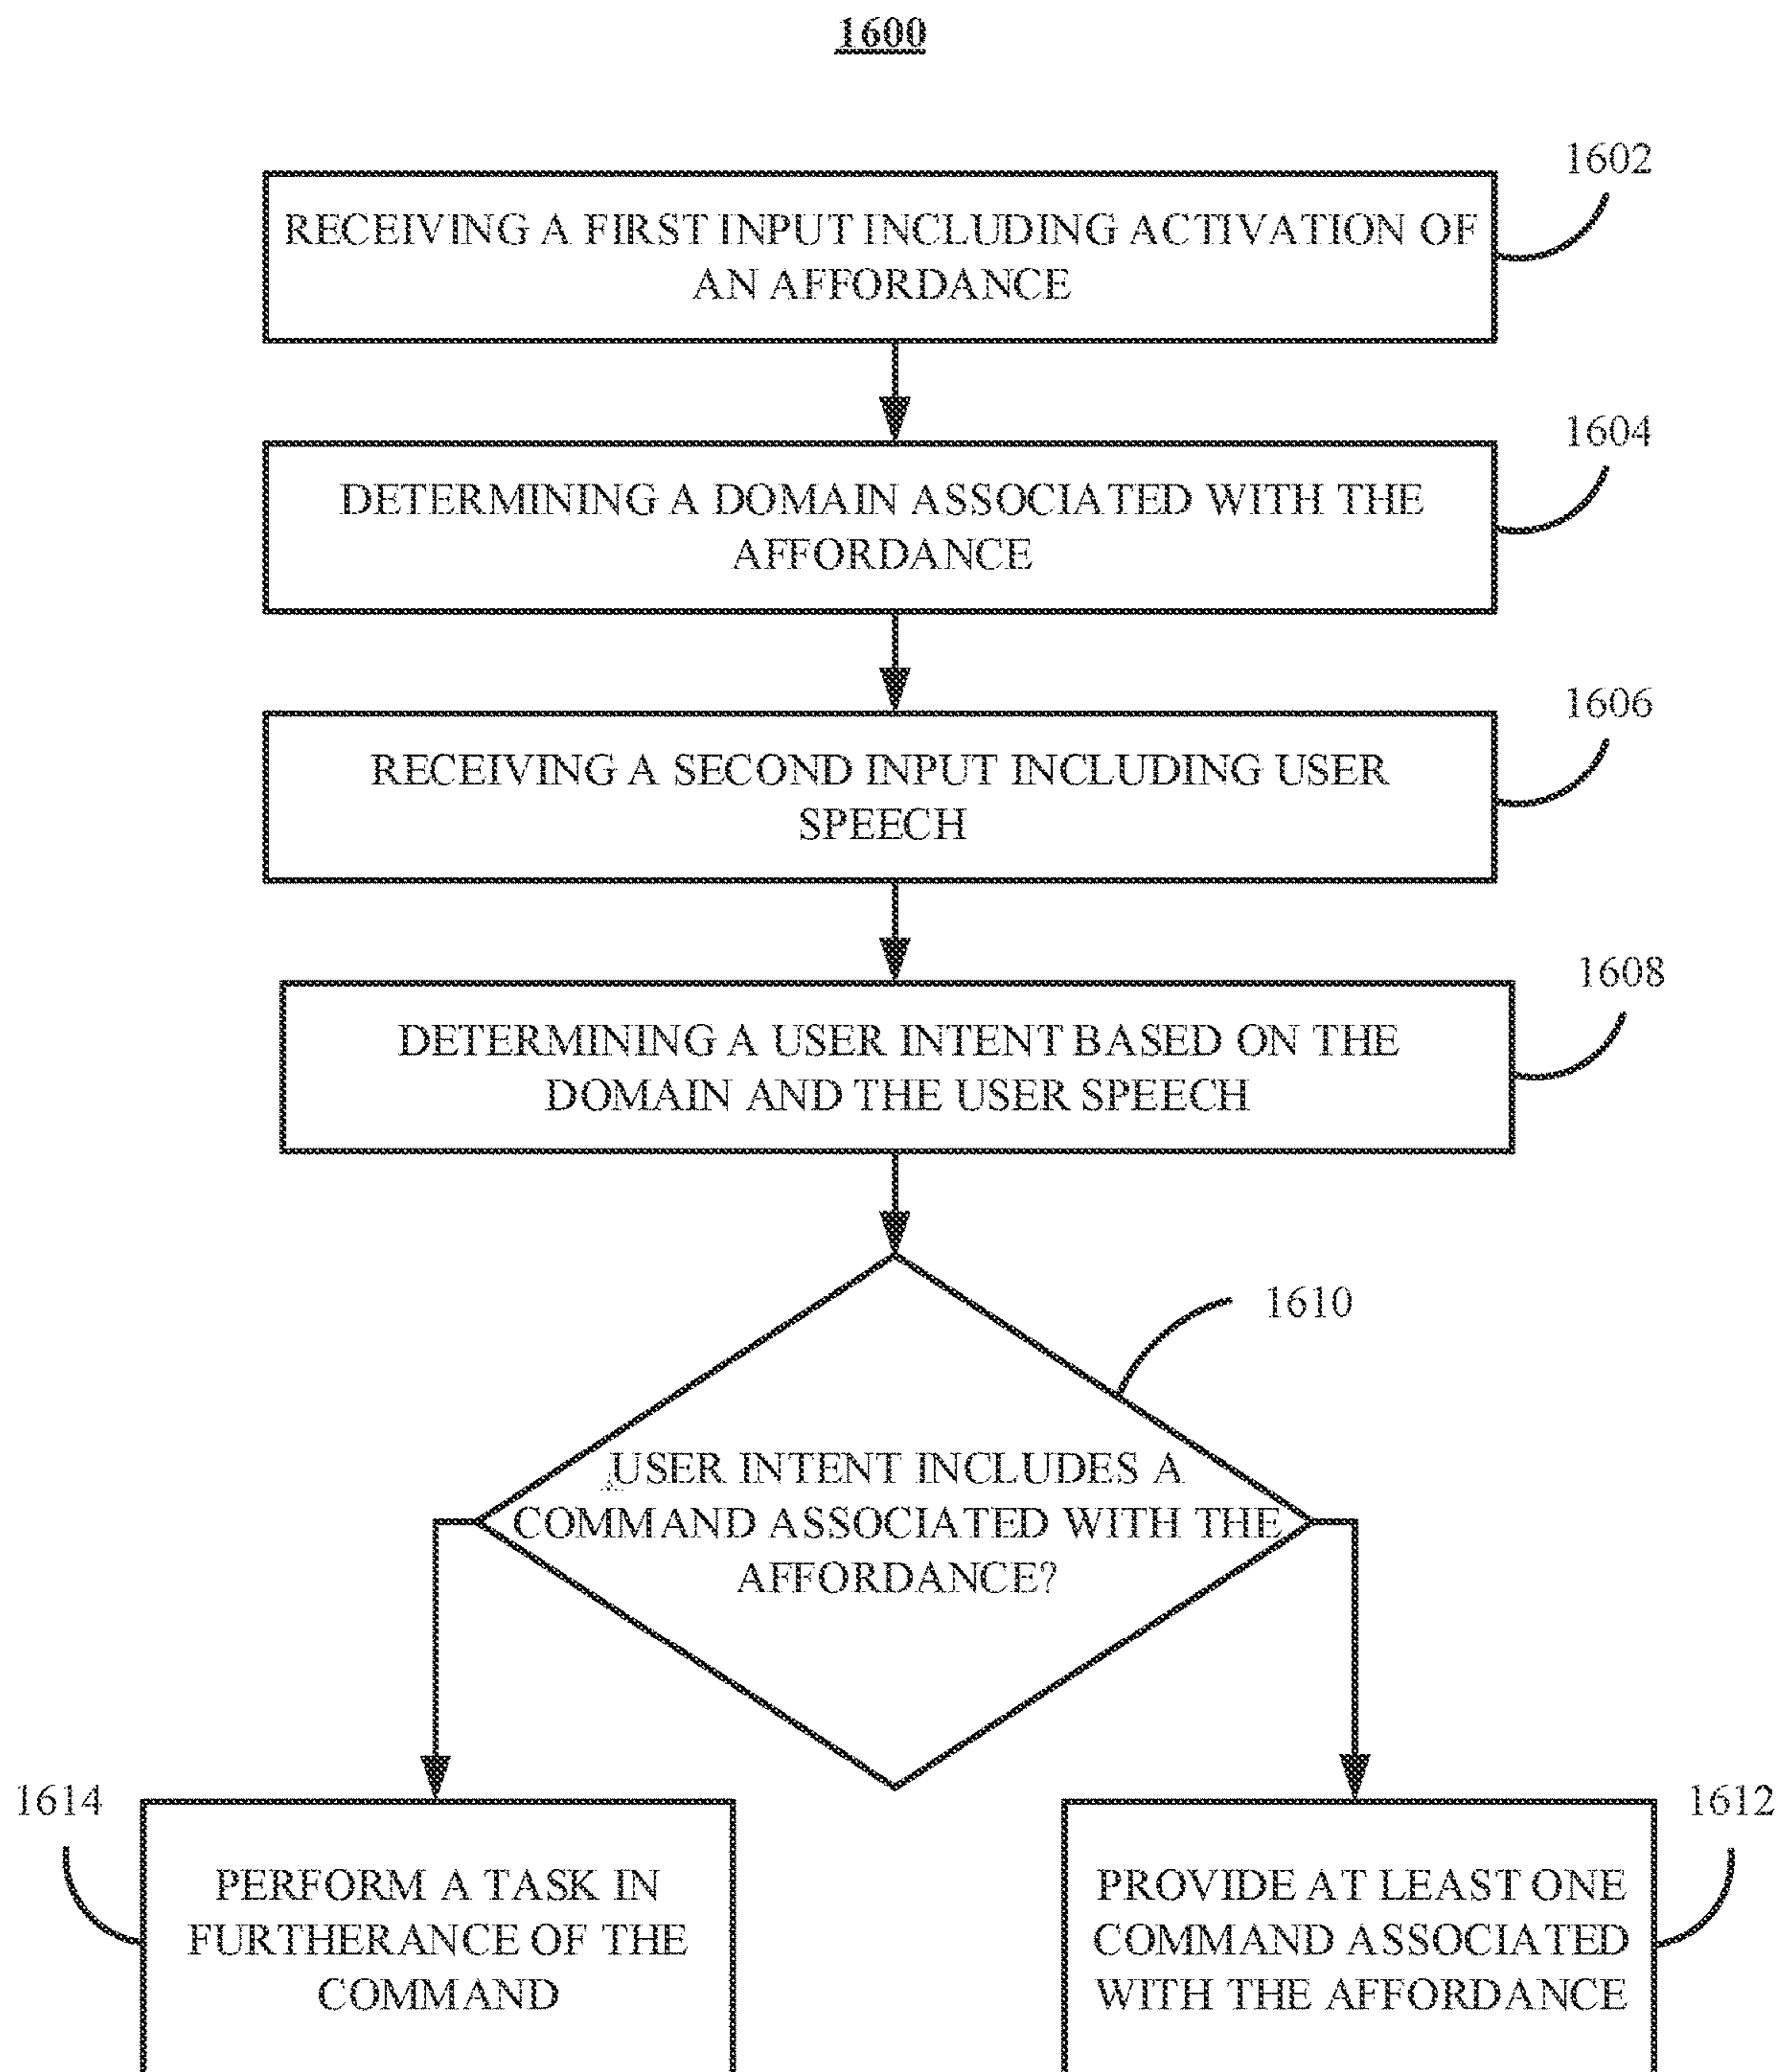 1600
1602
RECEIVING A FIRST INPUT INCLUDING ACTIVATION OF
AN AFFORDANCE
1604
DETERMINING A DOMAIN ASSOCIATED WITH THE
AFFORDANCE
1606
RECEIVING A SECOND INPUT INCLUDING USER
SPEECH
1608
DETERMINING A USER INTENT BASED ON THE
DOMAIN AND THE USER SPEECH
1610
USER INTENT INCLUDES A
COMMAND ASSOCIATED WITH THE
AFFORDANCE?
1614
PERFORM A TASK IN
FURTHERANCE OF THE
COMMAND
1612
PROVIDE AT LEAST ONE
COMMAND ASSOCIATED
WITH THE AFFORDANCE